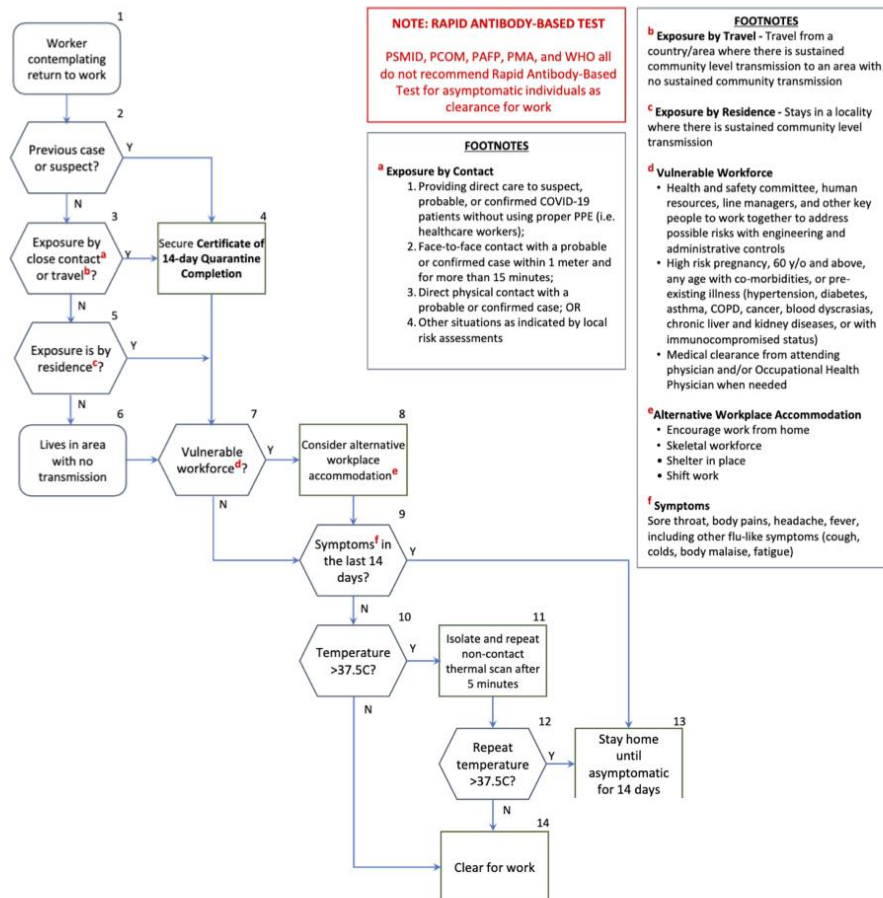 1
Worker
contemplating
return to work
2
Previous case
or suspect?
Y
N
3
Exposure by
close contactᵃ
or travelᵇ?
Y
N
4
Secure Certificate of
14-day Quarantine
Completion
5
Exposure is by
residenceᶜ?
Y
N
6
Lives in area
with no
transmission
7
Vulnerable
workforceᵈ?
Y
N
8
Consider alternative
workplace
accommodationᵉ
9
Symptomsᶠ in
the last 14
days?
Y
N
10
Temperature
>37.5C?
Y
N
11
Isolate and repeat
non-contact
thermal scan after
5 minutes
12
Repeat
temperature
>37.5C?
Y
N
13
Stay home
until
asymptomatic
for 14 days
14
Clear for work
NOTE: RAPID ANTIBODY-BASED TEST
PSMID, PCOM, PAFP, PMA, and WHO all
do not recommend Rapid Antibody-Based
Test for asymptomatic individuals as
clearance for work
FOOTNOTES
ᵃ Exposure by Contact
1. Providing direct care to suspect,
probable, or confirmed COVID-19
patients without using proper PPE (i.e.
healthcare workers);
2. Face-to-face contact with a probable
or confirmed case within 1 meter and
for more than 15 minutes;
3. Direct physical contact with a
probable or confirmed case; OR
4. Other situations as indicated by local
risk assessments
FOOTNOTES
ᵇ Exposure by Travel - Travel from a
country/area where there is sustained
community level transmission to an area with
no sustained community transmission
ᶜ Exposure by Residence - Stays in a locality
where there is sustained community level
transmission
ᵈ Vulnerable Workforce
• Health and safety committee, human
resources, line managers, and other key
people to work together to address
possible risks with engineering and
administrative controls
• High risk pregnancy, 60 y/o and above,
any age with co-morbidities, or pre-
existing illness (hypertension, diabetes,
asthma, COPD, cancer, blood dyscrasias,
chronic liver and kidney diseases, or with
immunocompromised status)
• Medical clearance from attending
physician and/or Occupational Health
Physician when needed
ᵉ Alternative Workplace Accommodation
• Encourage work from home
• Skeletal workforce
• Shelter in place
• Shift work
ᶠ Symptoms
Sore throat, body pains, headache, fever,
including other flu-like symptoms (cough,
colds, body malaise, fatigue)